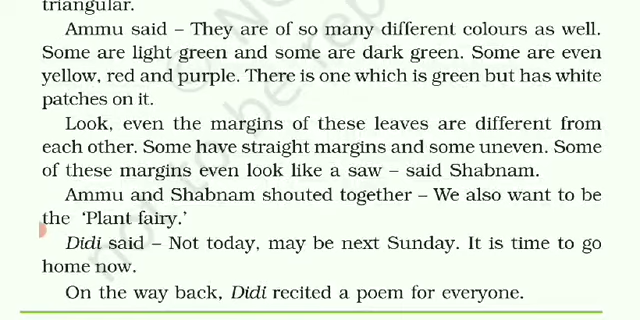 triangular.
Ammu said – They are of so many different colours as well.
Some are light green and some are dark green. Some are even
yellow, red and purple. There is one which is green but has white
patches on it.
Look, even the margins of these leaves are different from
each other. Some have straight margins and some uneven. Some
of these margins even look like a saw – said Shabnam.
Ammu and Shabnam shouted together – We also want to be
the ‘Plant fairy.’
Didi said – Not today, may be next Sunday. It is time to go
home now.
On the way back, Didi recited a poem for everyone.